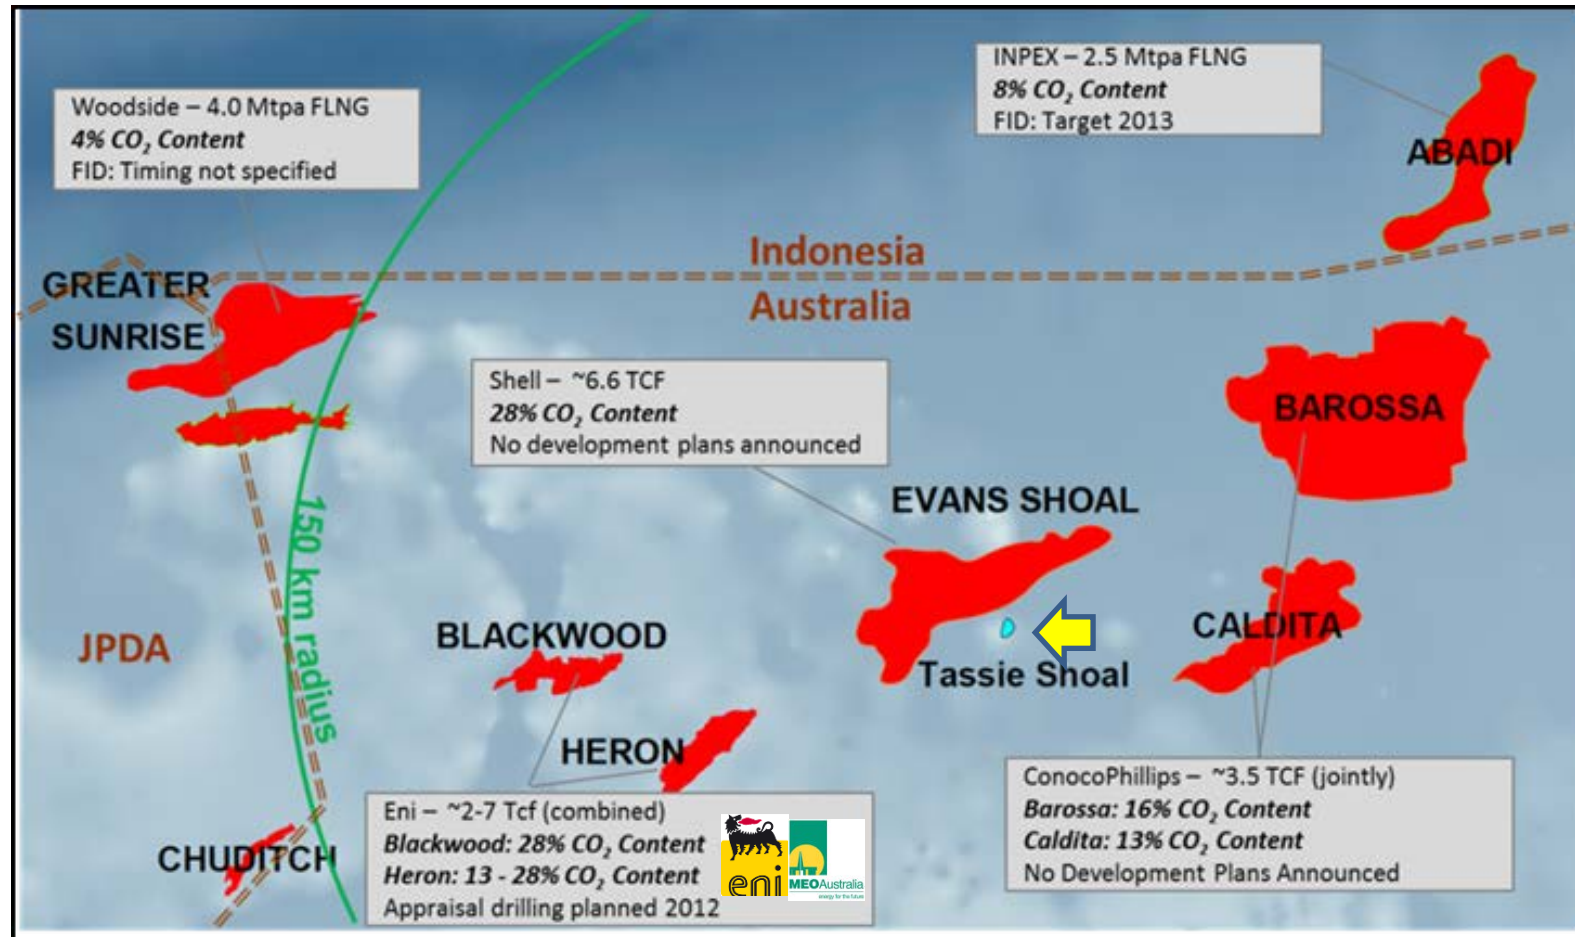 INPEX – 2.5 Mtpa FLNG
8% CO₂ Content
FID: Target 2013
Woodside – 4.0 Mtpa FLNG
4% CO₂ Content
FID: Timing not specified
ABADI
Indonesia
Australia
GREATER
SUNRISE
Shell – ~6.6 TCF
28% CO₂ Content
No development plans announced
BAROSSA
EVANS SHOAL
150 km radius
BLACKWOOD
CALDITA
JPDA
Tassie Shoal
HERON
ConocoPhillips – ~3.5 TCF (jointly)
Barossa: 16% CO₂ Content
Caldita: 13% CO₂ Content
No Development Plans Announced
Eni – ~2-7 Tcf (combined)
Blackwood: 28% CO₂ Content
Heron: 13 - 28% CO₂ Content
Appraisal drilling planned 2012
eni
MEOAustralia
energy for the future
CHUDITCH